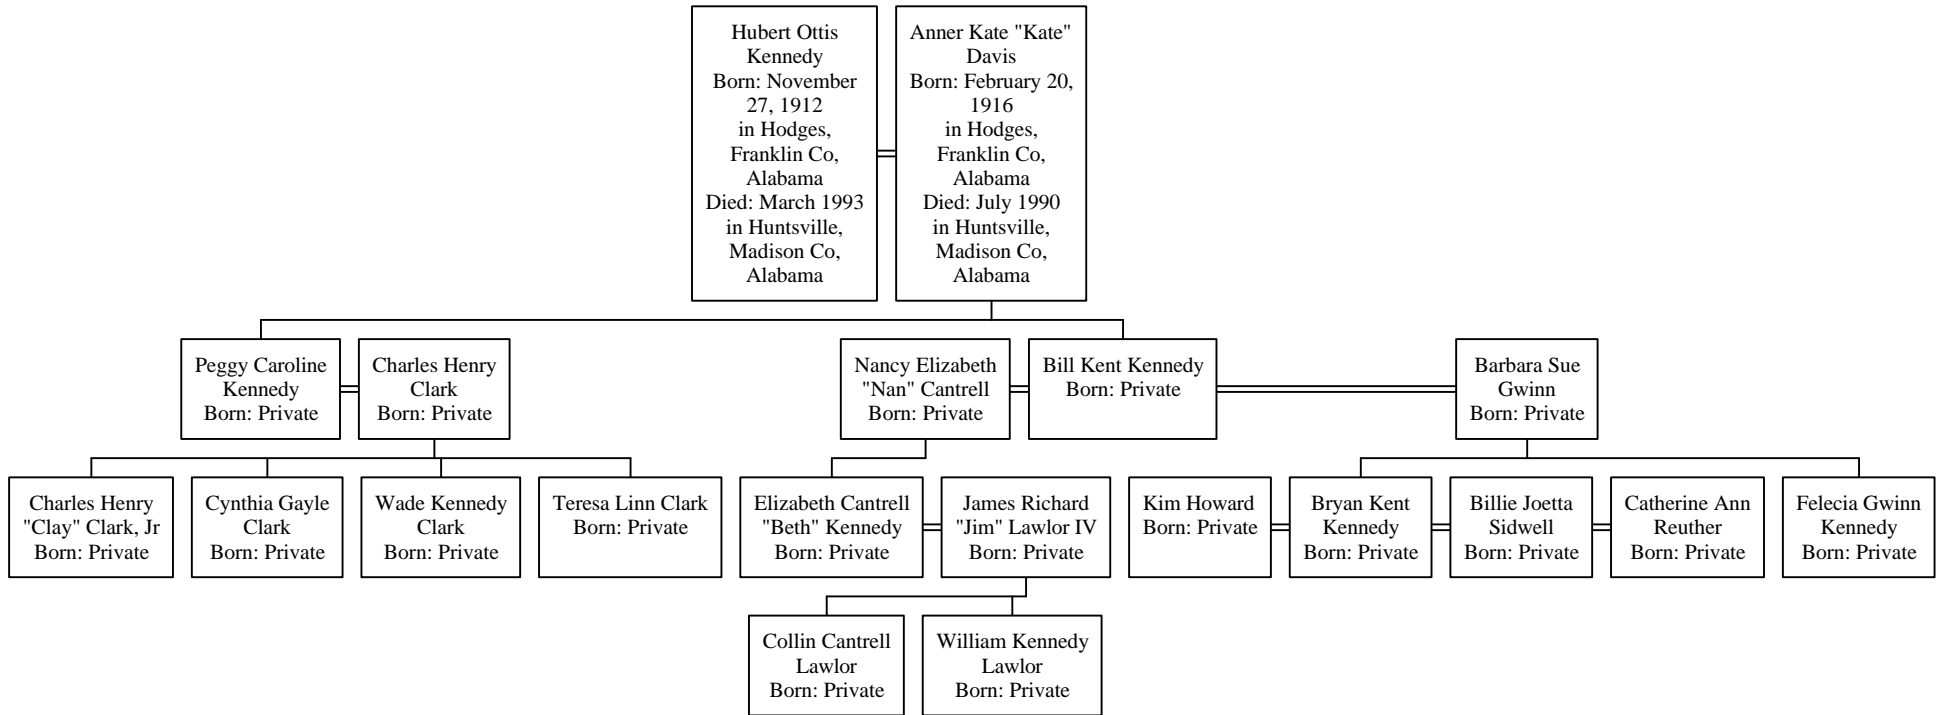 Hubert Ottis
Kennedy
Born: November
27, 1912
in Hodges,
Franklin Co,
Alabama
Died: March 1993
in Huntsville,
Madison Co,
Alabama
Anner Kate "Kate"
Davis
Born: February 20,
1916
in Hodges,
Franklin Co,
Alabama
Died: July 1990
in Huntsville,
Madison Co,
Alabama
Peggy Caroline
Kennedy
Born: Private
Charles Henry
Clark
Born: Private
Nancy Elizabeth
"Nan" Cantrell
Born: Private
Bill Kent Kennedy
Born: Private
Barbara Sue
Gwinn
Born: Private
Charles Henry
"Clay" Clark, Jr
Born: Private
Cynthia Gayle
Clark
Born: Private
Wade Kennedy
Clark
Born: Private
Teresa Linn Clark
Born: Private
Elizabeth Cantrell
"Beth" Kennedy
Born: Private
James Richard
"Jim" Lawlor IV
Born: Private
Kim Howard
Born: Private
Bryan Kent
Kennedy
Born: Private
Billie Joetta
Sidwell
Born: Private
Catherine Ann
Reuther
Born: Private
Felecia Gwinn
Kennedy
Born: Private
Collin Cantrell
Lawlor
Born: Private
William Kennedy
Lawlor
Born: Private